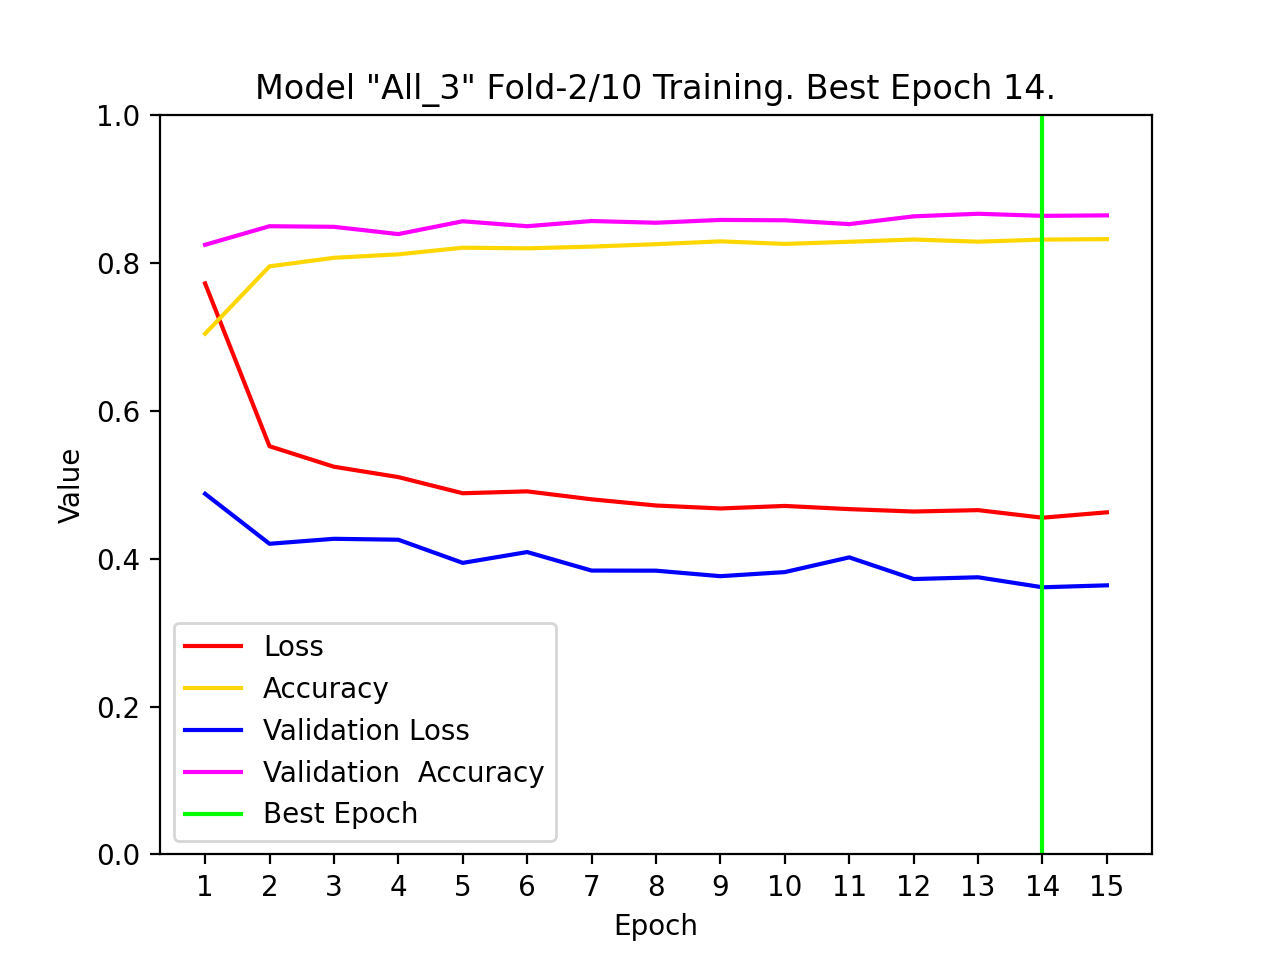 Model "All_3" Fold-2/10 Training. Best Epoch 14.
1.0
0.8
0.6
0.4
0.2
0.0
Value
Loss
Accuracy
Validation Loss
Validation  Accuracy
Best Epoch
1 2 3 4 5 6 7 8 9 10 11 12 13 14 15
Epoch